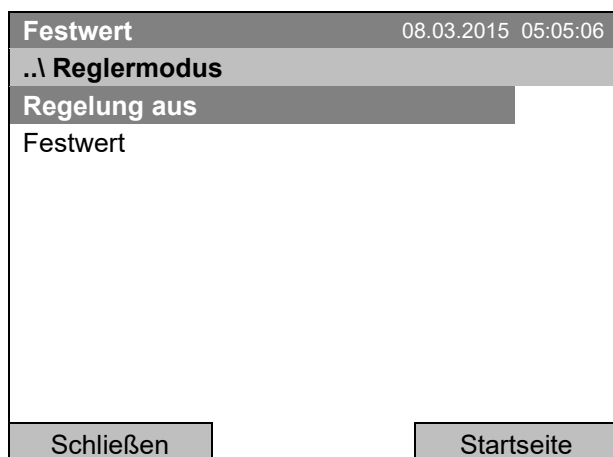 Festwert 08.03.2015 05:05:06
..\ Reglermodus
Regelung aus
Festwert
Schließen Startseite